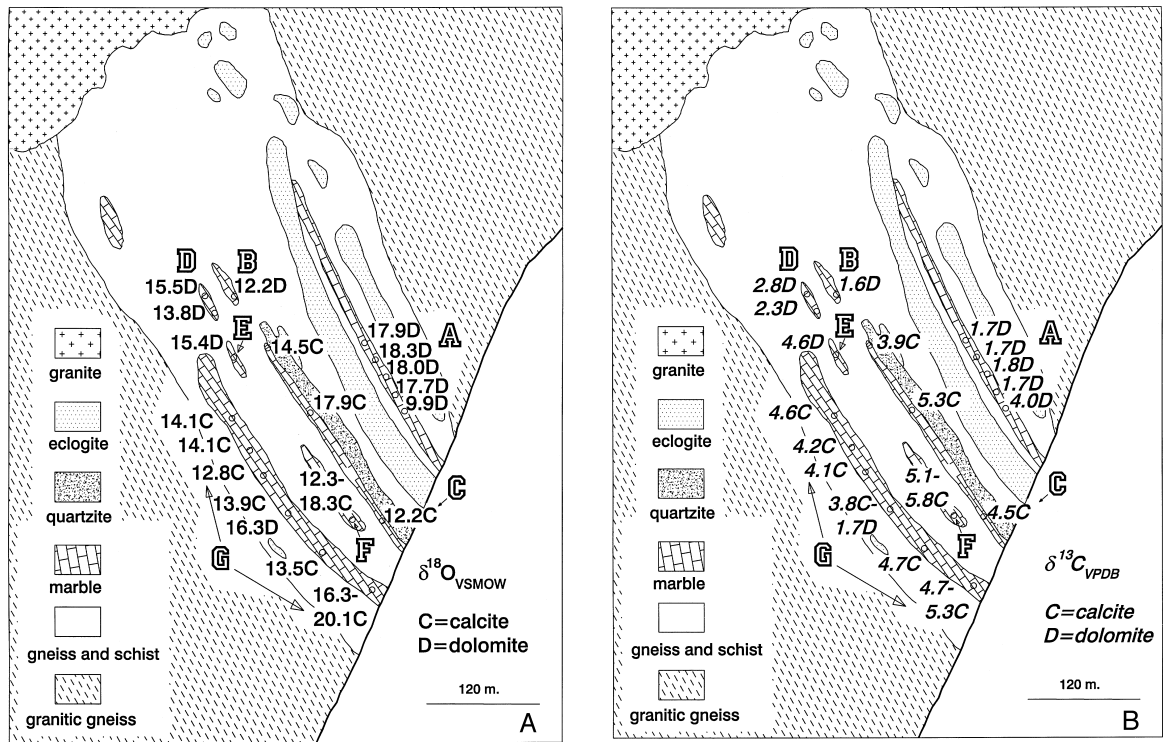 D
B
15.5D
12.2D
13.8D
E
15.4D
14.5C
A
17.9D
18.3D
18.0D
17.7D
9.9D
17.9C
14.1C
14.1C
12.8C
12.3-
18.3C
C
12.2C
13.9C
16.3D
F
G
13.5C
16.3-
20.1C
granite
eclogite
quartzite
marble
gneiss and schist
granitic gneiss
δ18OVSMOW
C=calcite
D=dolomite
120 m.
A
D
B
2.8D
1.6D
2.3D
E
4.6D
3.9C
A
1.7D
1.7D
1.8D
1.7D
4.0D
5.3C
4.6C
4.2C
4.1C
5.1-
5.8C
C
4.5C
3.8C-
1.7D
F
G
4.7C
4.7-
5.3C
granite
eclogite
quartzite
marble
gneiss and schist
granitic gneiss
δ13CVPDB
C=calcite
D=dolomite
120 m.
B